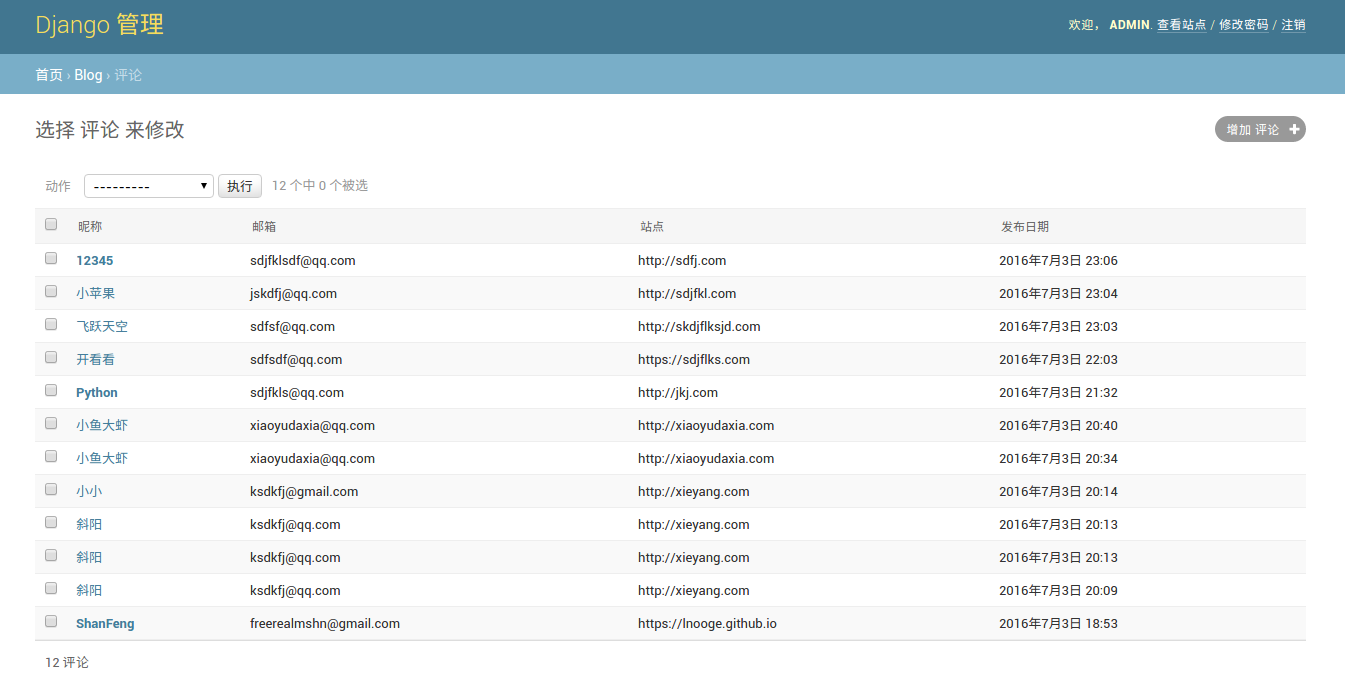 Django 管理
欢迎， ADMIN. 查看站点 / 修改密码 / 注销
首页 › Blog › 评论
选择 评论 来修改
增加 评论 +
动作 --------- 执行 12 个中 0 个被选
昵称 邮箱 站点 发布日期
12345 sdjfklsdf@qq.com http://sdfj.com 2016年7月3日 23:06
小苹果 jskdfj@qq.com http://sdjfkl.com 2016年7月3日 23:04
飞跃天空 sdfsf@qq.com http://skdjflksjd.com 2016年7月3日 23:03
开看看 sdfsdf@qq.com https://sdjflks.com 2016年7月3日 22:03
Python sdjfkls@qq.com http://jkj.com 2016年7月3日 21:32
小鱼大虾 xiaoyudaxia@qq.com http://xiaoyudaxia.com 2016年7月3日 20:40
小鱼大虾 xiaoyudaxia@qq.com http://xiaoyudaxia.com 2016年7月3日 20:34
小小 ksdkfj@gmail.com http://xieyang.com 2016年7月3日 20:14
斜阳 ksdkfj@qq.com http://xieyang.com 2016年7月3日 20:13
斜阳 ksdkfj@qq.com http://xieyang.com 2016年7月3日 20:13
斜阳 ksdkfj@qq.com http://xieyang.com 2016年7月3日 20:09
ShanFeng freerealmshn@gmail.com https://lnooge.github.io 2016年7月3日 18:53
12 评论